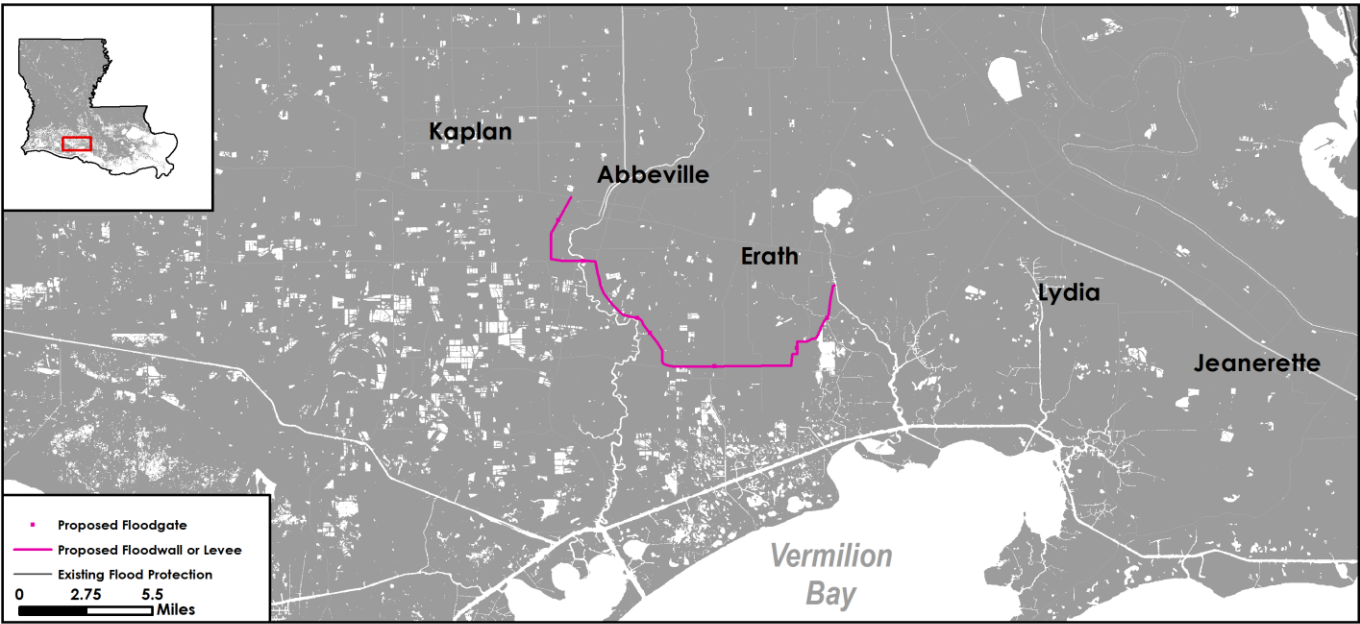 Kaplan
Abbeville
Erath
Lydia
Jeanerette
Vermilion
Bay
Proposed Floodgate
Proposed Floodwall or Levee
Existing Flood Protection
0 2.75 5.5
Miles